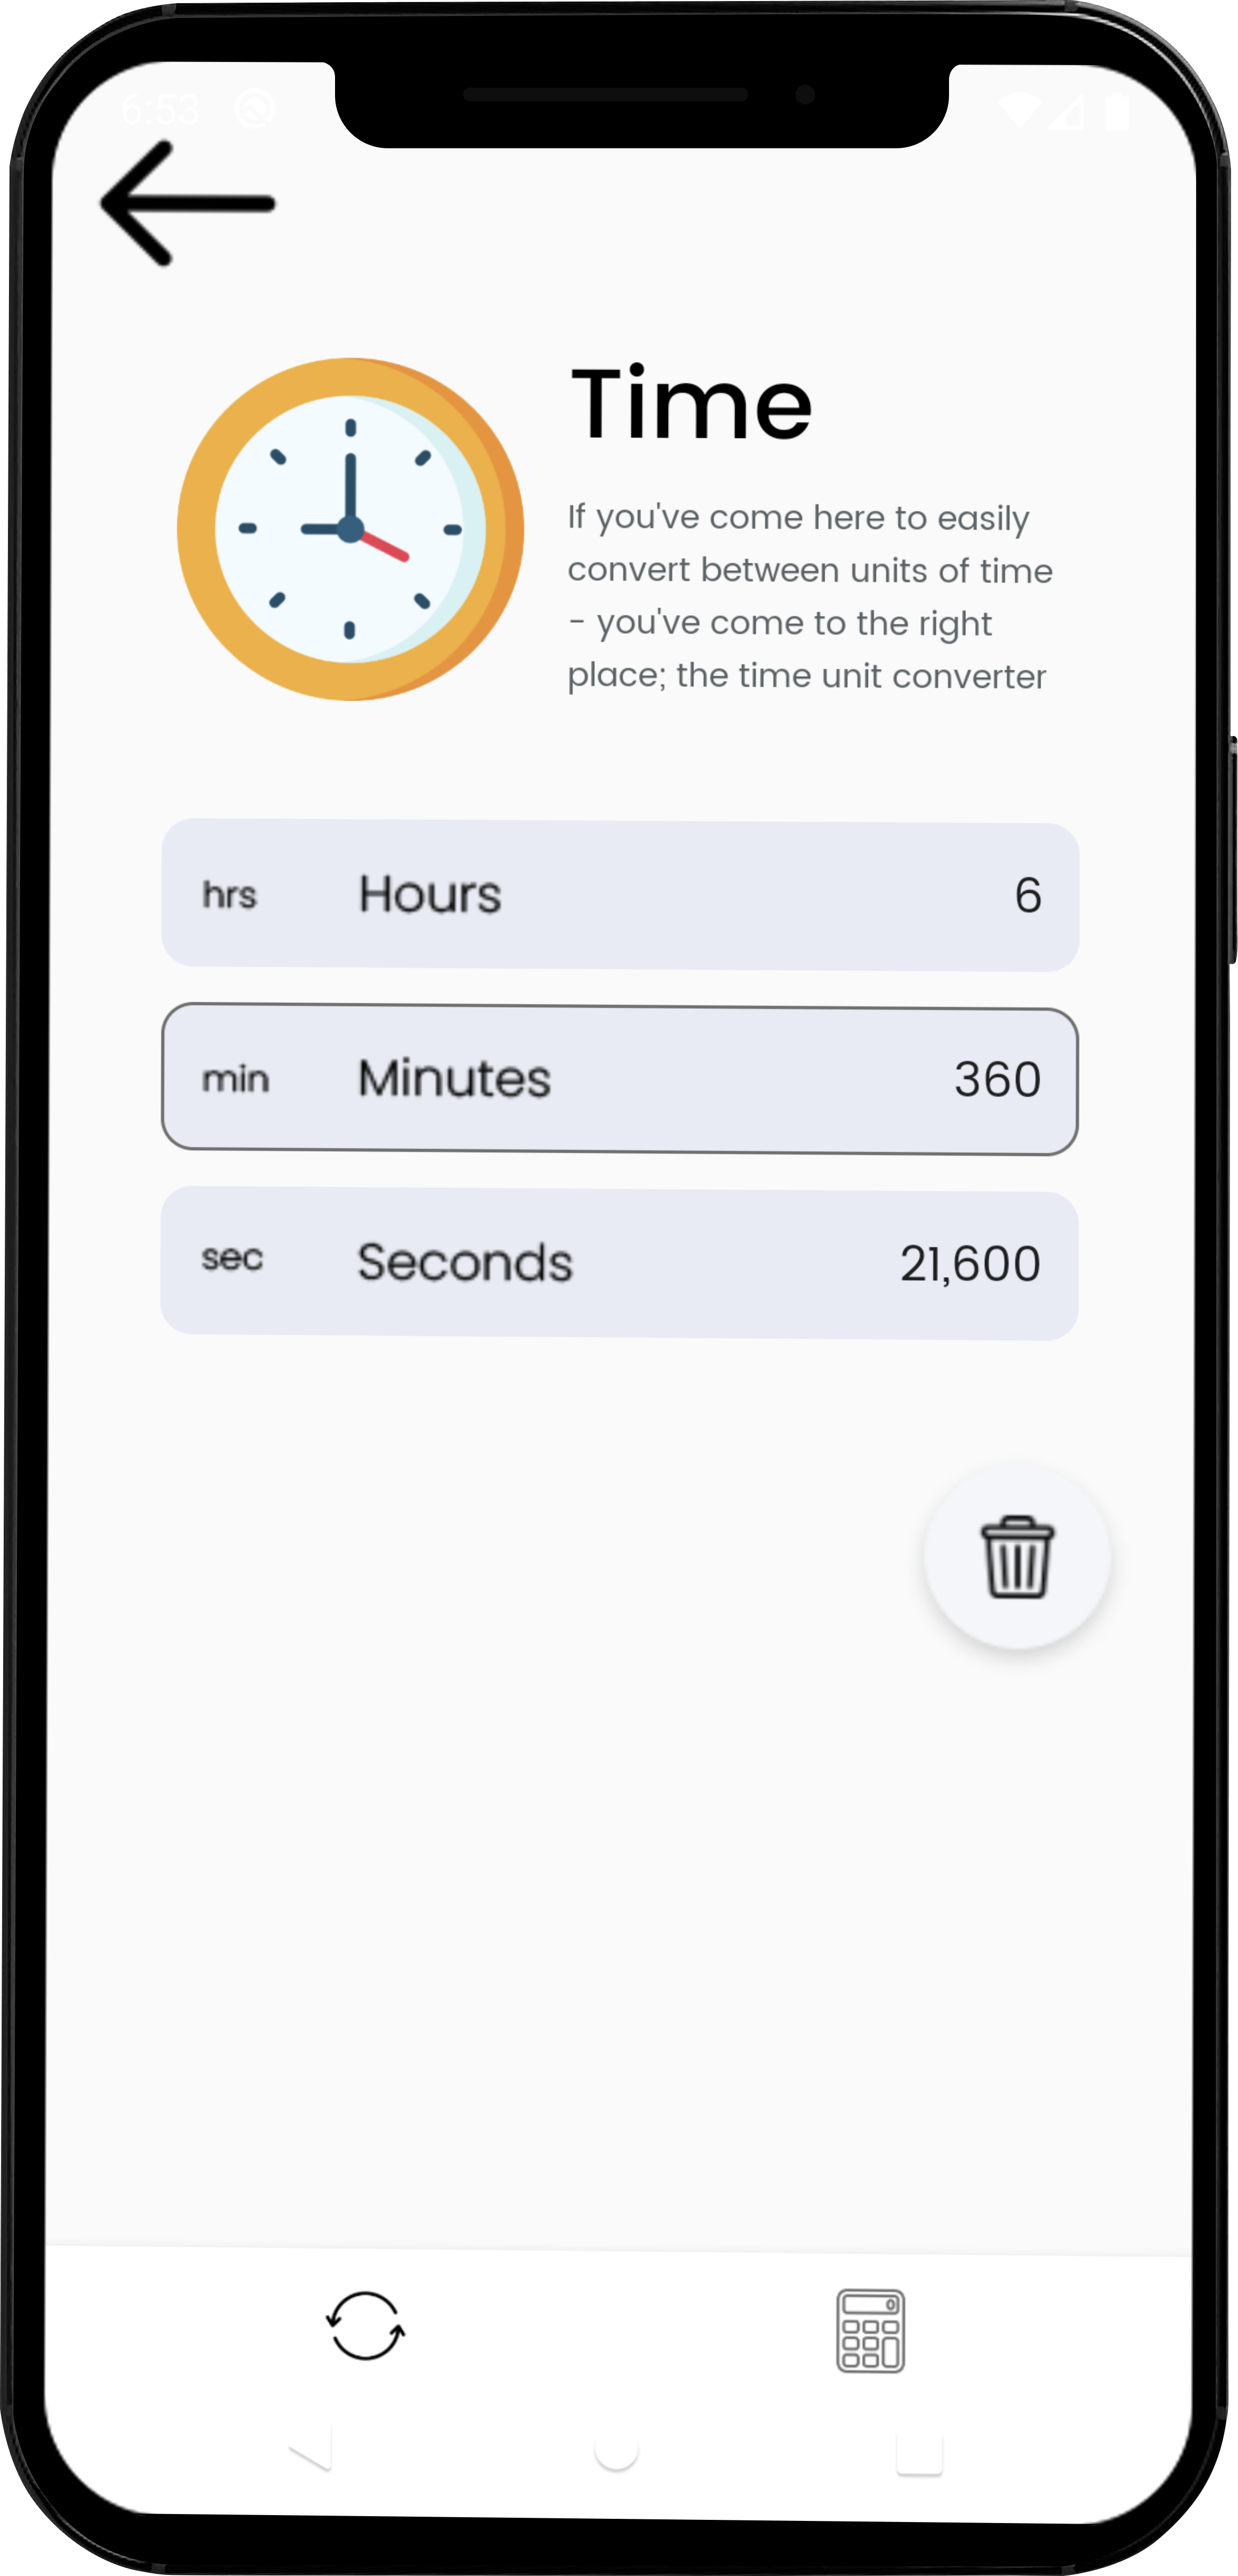 6:53
Time
If you've come here to easily
convert between units of time
- you've come to the right
place; the time unit converter
hrs Hours 6
min Minutes 360
sec Seconds 21,600
0